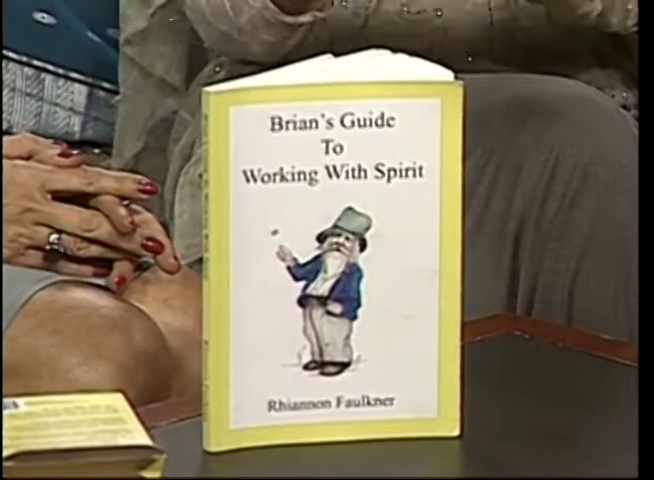 Brian's Guide
To
Working With Spirit
Rhiannon Faulkner